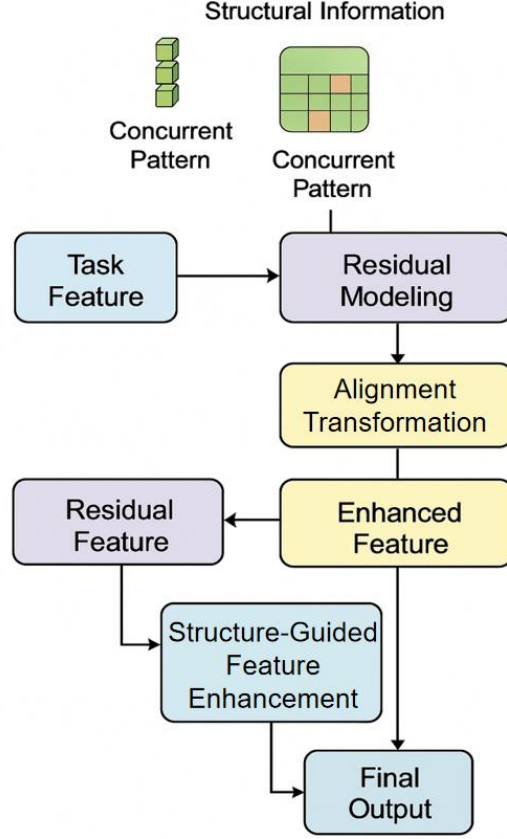 Structural Information
Concurrent
Pattern
Concurrent
Pattern
Task
Feature
Residual
Modeling
Alignment
Transformation
Residual
Feature
Enhanced
Feature
Structure-Guided
Feature
Enhancement
Final
Output